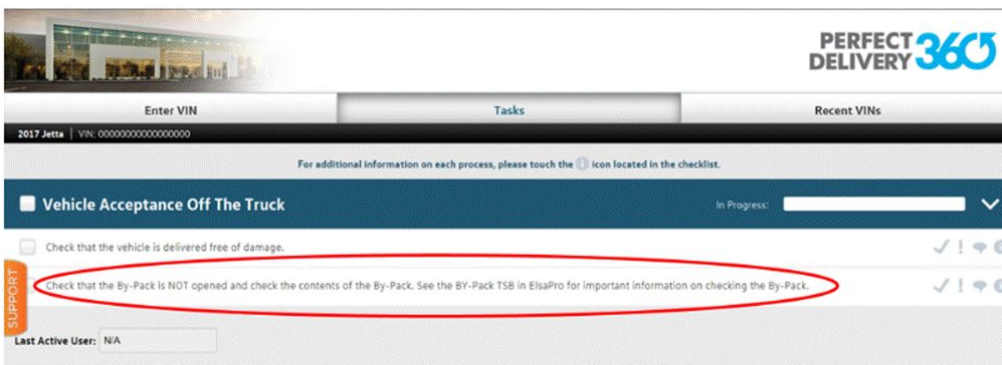 PERFECT
DELIVERY 360
Enter VIN
Tasks
Recent VINs
2017 Jetta | VIN: 00000000000000000
For additional information on each process, please touch the i icon located in the checklist.
Vehicle Acceptance Off The Truck
In Progress:
Check that the vehicle is delivered free of damage.
Check that the By-Pack is NOT opened and check the contents of the By-Pack. See the BY-Pack TSB in ElsaPro for important information on checking the By-Pack.
SUPPORT
Last Active User: N/A